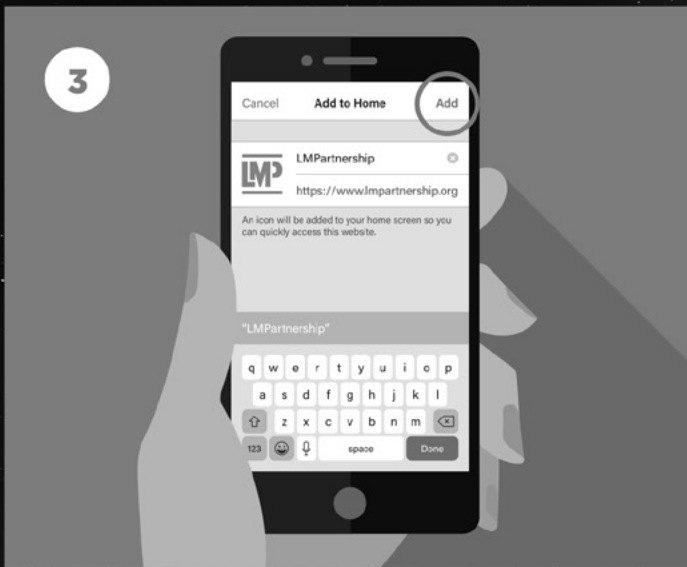 3
Cancel Add to Home Add
LMP
LMPartnership
https://www.lmpartnership.org
An icon will be added to your home screen so you
can quickly access this website.
"LMPartnership"
q w e r t y u i o p
a s d f g h j k l
z x c v b n m
123 space Done